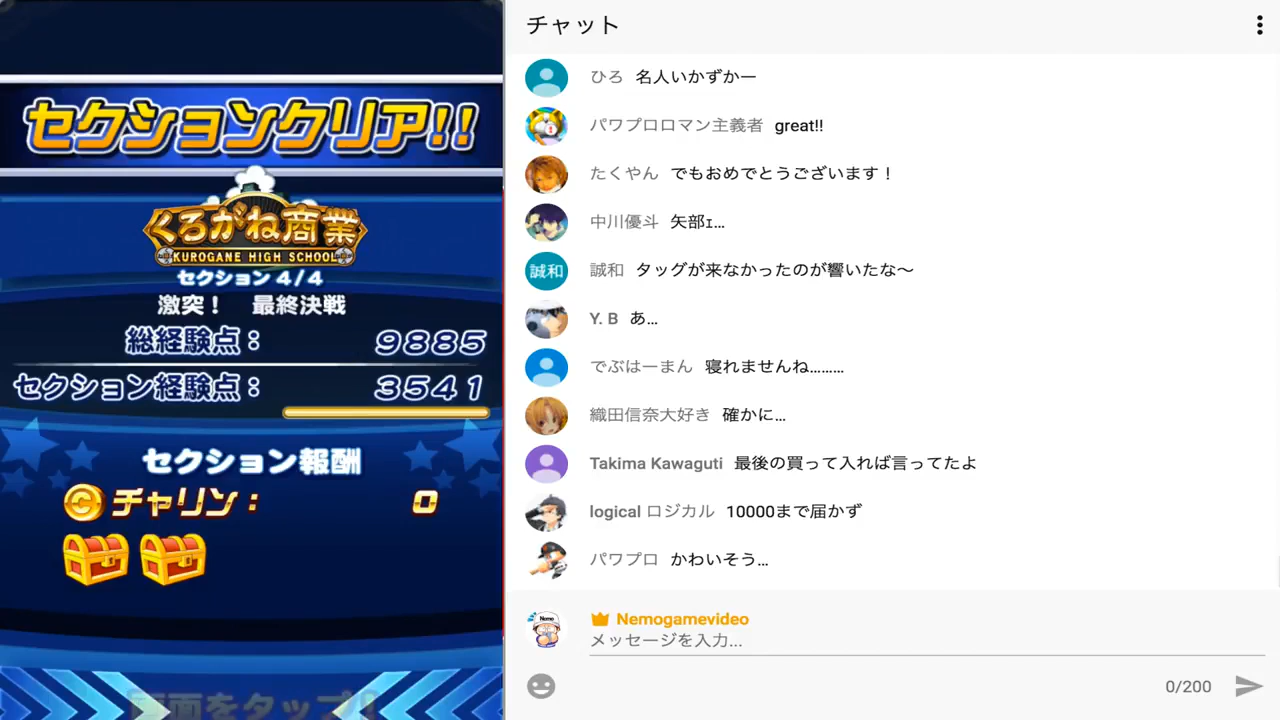 セクションクリア!!
くろがね商業
KUROGANE HIGH SCHOOL
セクション 4/4
激突！ 最終決戦
総経験点： 9885
セクション経験点： 3541
セクション報酬
チャリン： 0
画面をタップ!!
チャット
ひろ 名人いかずかー
パワプロロマン主義者 great!!
たくやん でもおめでとうございます！
中川優斗 矢部ｪ...
誠和 誠和 タッグが来なかったのが響いたな〜
Y. B あ...
でぶはーまん 寝れませんね.........
織田信奈大好き 確かに...
Takima Kawaguti 最後の買って入れば言ってたよ
logical ロジカル 10000まで届かず
パワプロ かわいそう...
Nemo
Nemogamevideo
メッセージを入力...
0/200